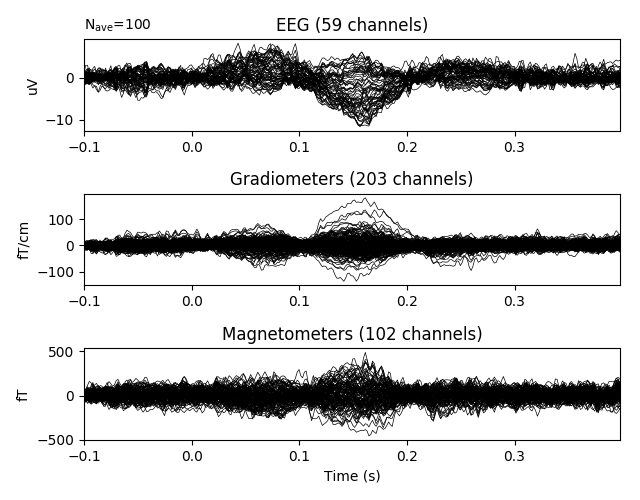 N_ave=100
EEG (59 channels)
uV
0
−10
−0.1 0.0 0.1 0.2 0.3
Gradiometers (203 channels)
fT/cm
100
0
−100
−0.1 0.0 0.1 0.2 0.3
Magnetometers (102 channels)
fT
500
0
−500
−0.1 0.0 0.1 0.2 0.3
Time (s)